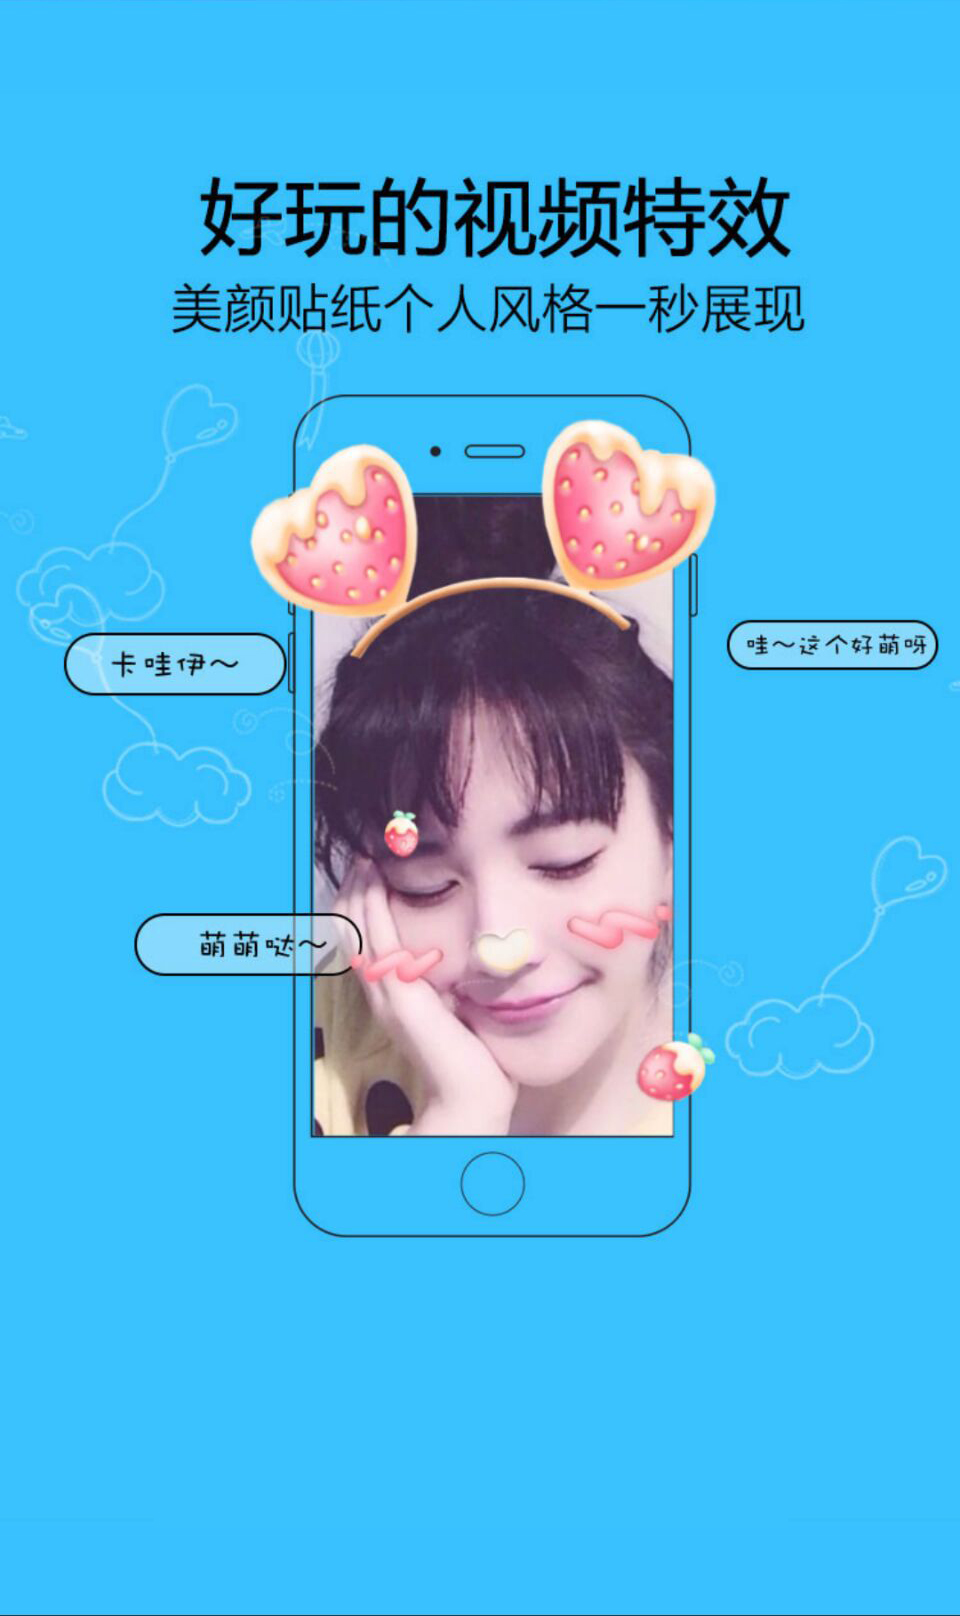 好玩的视频特效
美颜贴纸个人风格一秒展现
哇～这个好萌呀
卡哇伊～
萌萌哒～